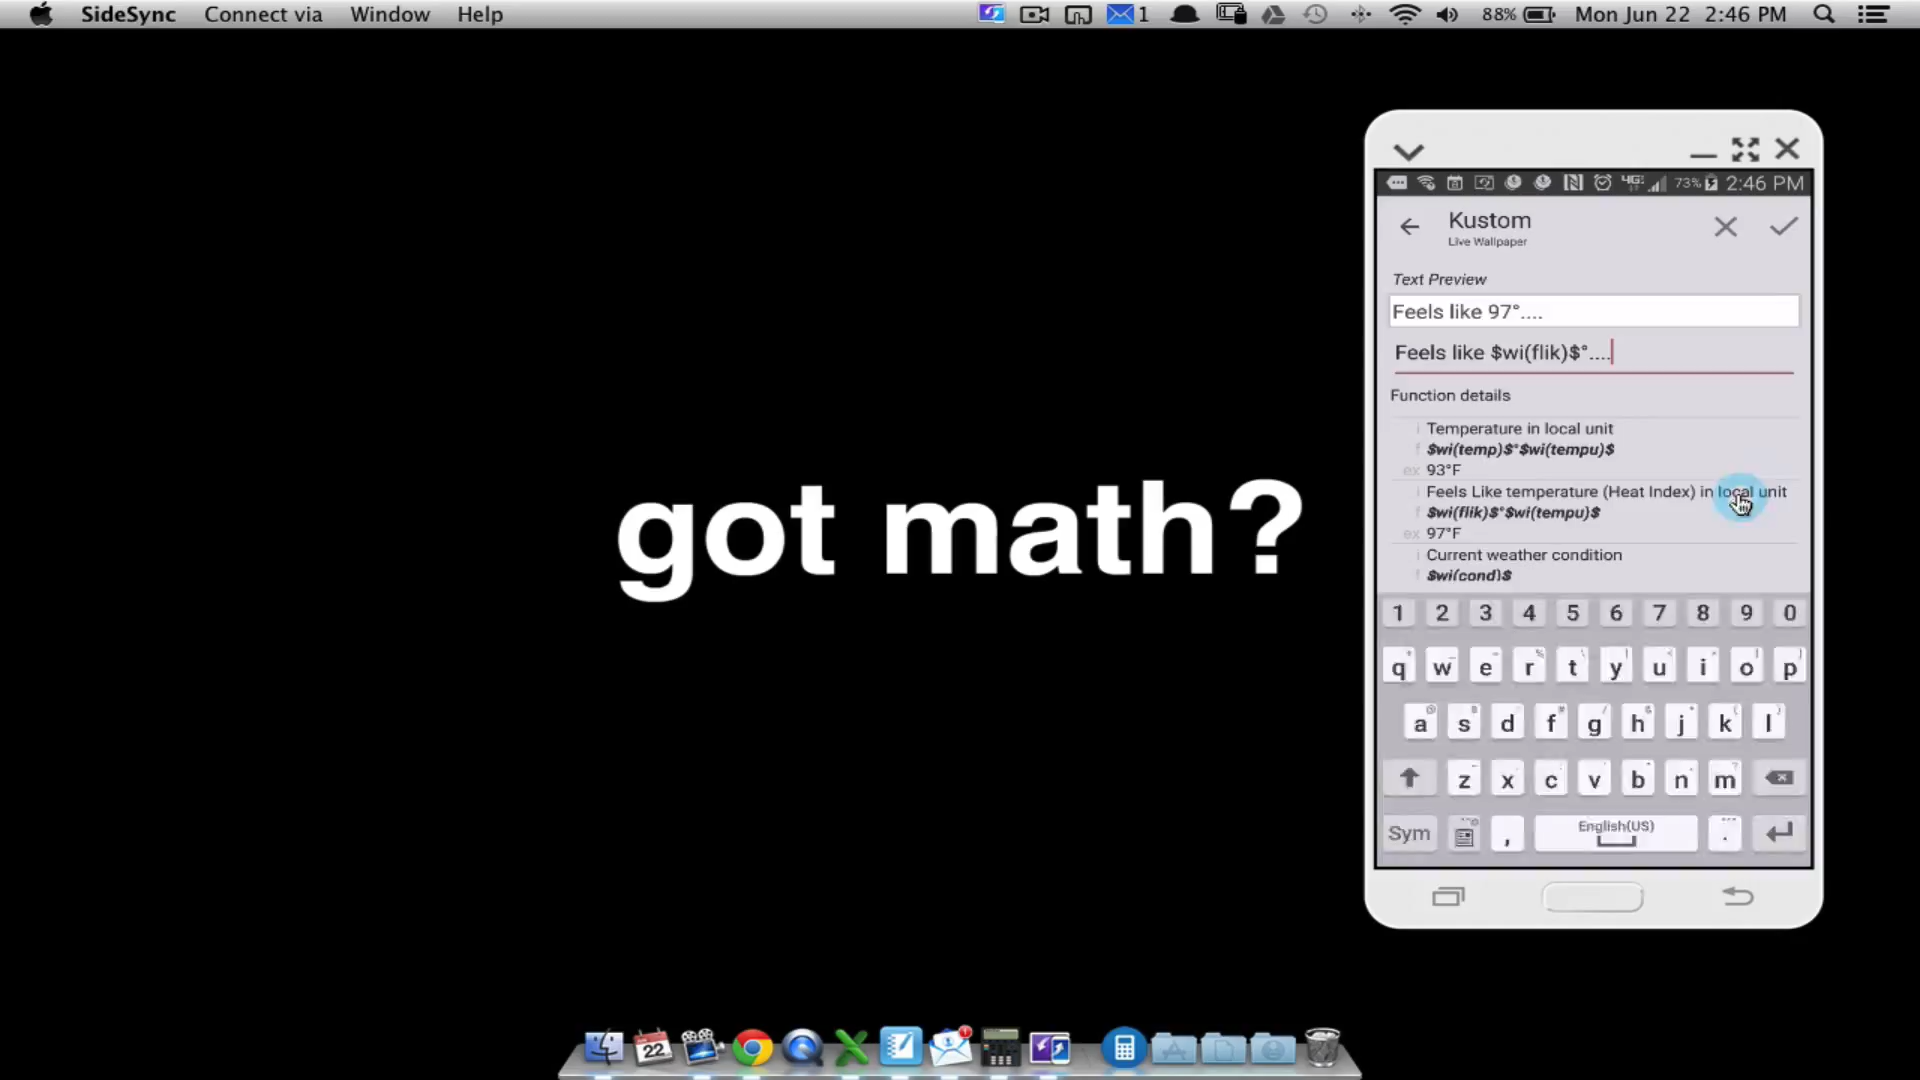 SideSync Connect via Window Help
1 88% Mon Jun 22 2:46 PM
4G 73% 2:46 PM
Kustom
Live Wallpaper
Text Preview
Feels like 97°....
Feels like $wi(flik)$°....
Function details
i Temperature in local unit
f $wi(temp)$°$wi(tempu)$
ex 93°F
i Feels Like temperature (Heat Index) in local unit
f $wi(flik)$°$wi(tempu)$
ex 97°F
i Current weather condition
f $wi(cond)$
got math?
1 2 3 4 5 6 7 8 9 0
q w e r t y u i o p
a s d f g h j k l
z x c v b n m
Sym , English(US) .
22